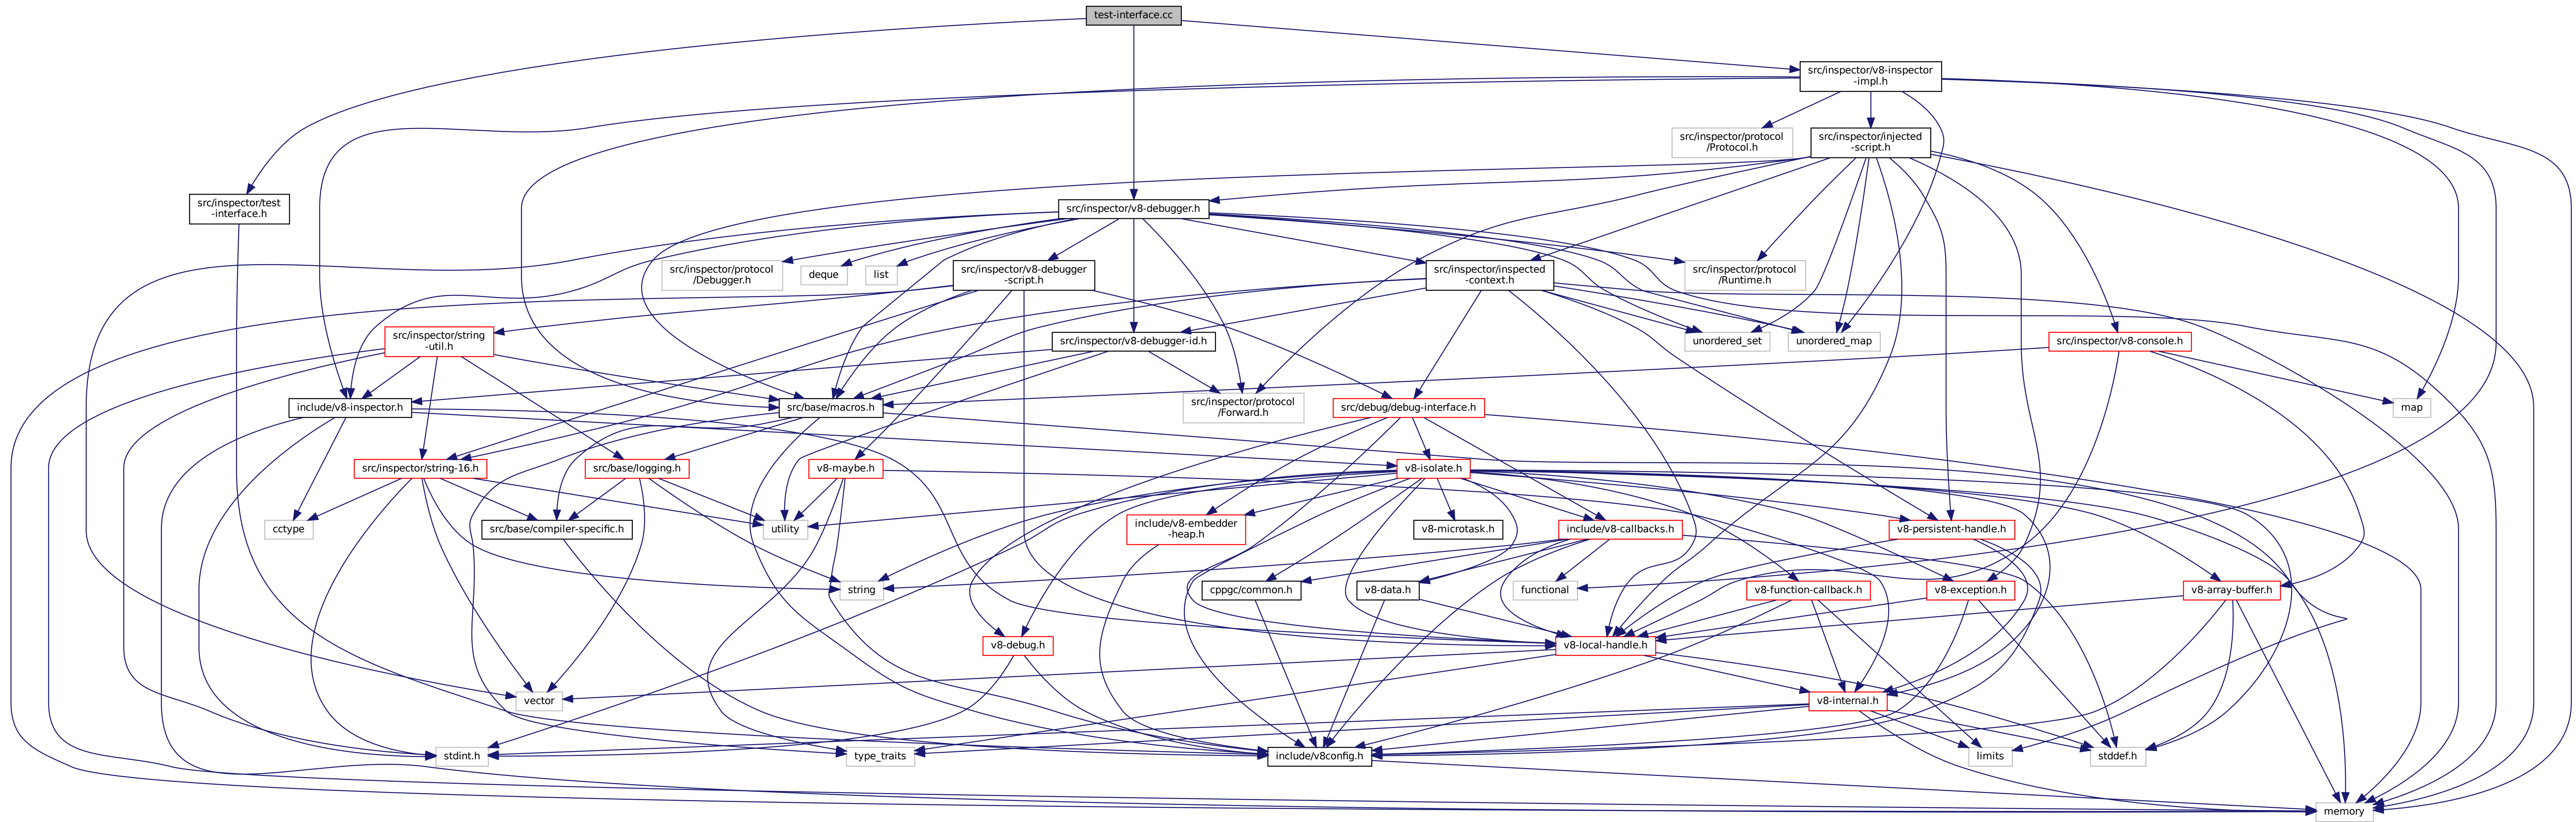 test-interface.cc
src/inspector/v8-inspector
-impl.h
src/inspector/protocol
/Protocol.h
src/inspector/injected
-script.h
src/inspector/test
-interface.h
src/inspector/v8-debugger.h
src/inspector/protocol
/Debugger.h
deque
list
src/inspector/v8-debugger
-script.h
src/inspector/inspected
-context.h
src/inspector/protocol
/Runtime.h
src/inspector/string
-util.h
src/inspector/v8-debugger-id.h
unordered_set
unordered_map
src/inspector/v8-console.h
include/v8-inspector.h
src/base/macros.h
src/inspector/protocol
/Forward.h
src/debug/debug-interface.h
map
src/inspector/string-16.h
src/base/logging.h
v8-maybe.h
v8-isolate.h
cctype
src/base/compiler-specific.h
utility
include/v8-embedder
-heap.h
v8-microtask.h
include/v8-callbacks.h
v8-persistent-handle.h
string
cppgc/common.h
v8-data.h
functional
v8-function-callback.h
v8-exception.h
v8-array-buffer.h
v8-debug.h
v8-local-handle.h
vector
v8-internal.h
stdint.h
type_traits
include/v8config.h
limits
stddef.h
memory